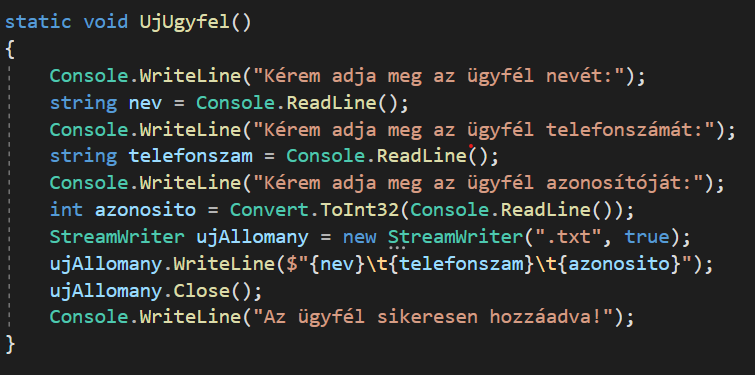 static void UjUgyfel()
{
Console.WriteLine("Kérem adja meg az ügyfél nevét:");
string nev = Console.ReadLine();
Console.WriteLine("Kérem adja meg az ügyfél telefonszámát:");
string telefonszam = Console.ReadLine();
Console.WriteLine("Kérem adja meg az ügyfél azonosítóját:");
int azonosito = Convert.ToInt32(Console.ReadLine());
StreamWriter ujAllomany = new StreamWriter(".txt", true);
ujAllomany.WriteLine($"{nev}\t{telefonszam}\t{azonosito}");
ujAllomany.Close();
Console.WriteLine("Az ügyfél sikeresen hozzáadva!");
}